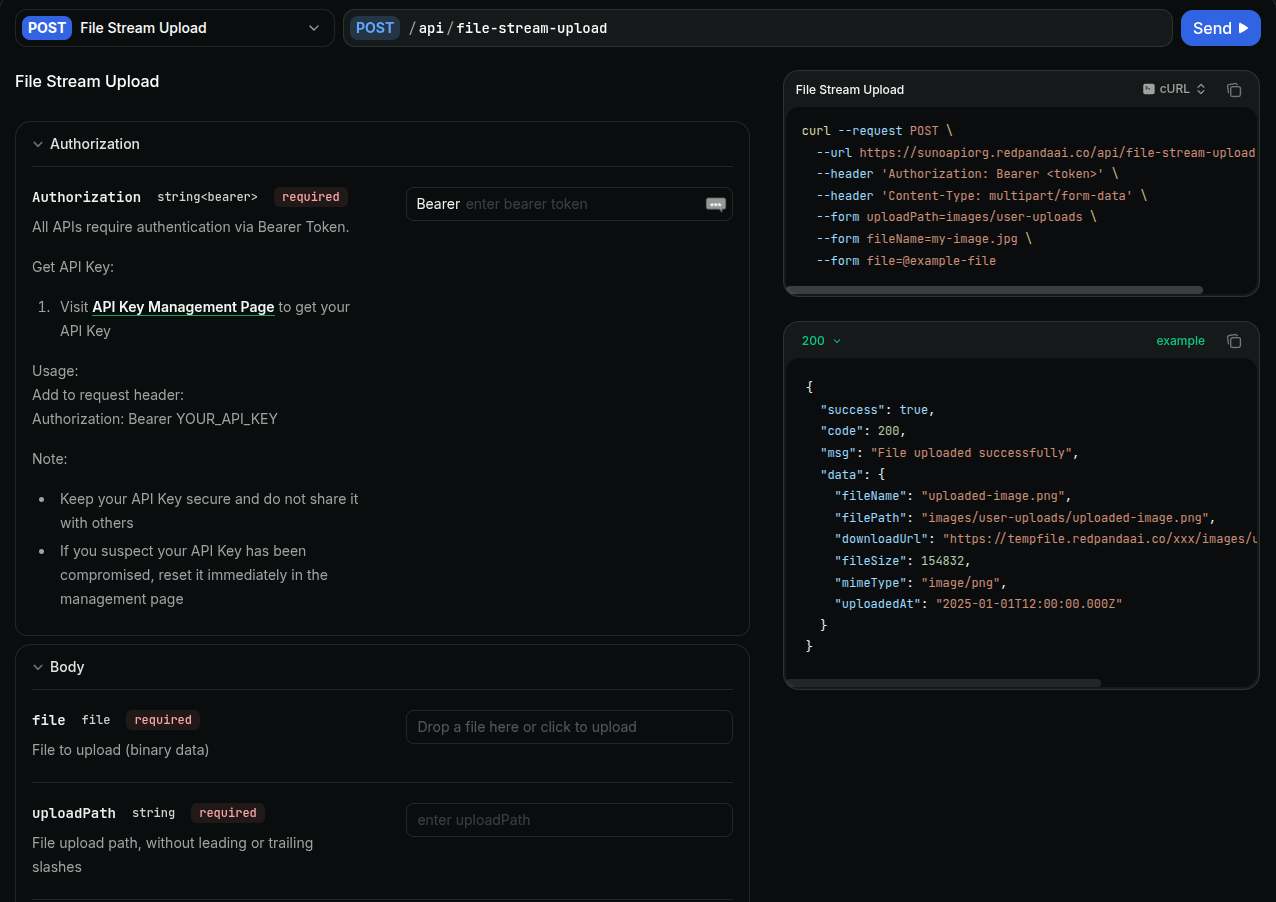 POST File Stream Upload
POST /api/file-stream-upload
Send
File Stream Upload
Authorization
Authorization string<bearer> required
Bearer enter bearer token
All APIs require authentication via Bearer Token.
Get API Key:
1. Visit API Key Management Page to get your
API Key
Usage:
Add to request header:
Authorization: Bearer YOUR_API_KEY
Note:
• Keep your API Key secure and do not share it
with others
• If you suspect your API Key has been
compromised, reset it immediately in the
management page
Body
file file required
Drop a file here or click to upload
File to upload (binary data)
uploadPath string required
enter uploadPath
File upload path, without leading or trailing
slashes
File Stream Upload
cURL
curl --request POST \
--url https://sunoapiorg.redpandaai.co/api/file-stream-upload
--header 'Authorization: Bearer <token>' \
--header 'Content-Type: multipart/form-data' \
--form uploadPath=images/user-uploads \
--form fileName=my-image.jpg \
--form file=@example-file
200
example
{
"success": true,
"code": 200,
"msg": "File uploaded successfully",
"data": {
"fileName": "uploaded-image.png",
"filePath": "images/user-uploads/uploaded-image.png",
"downloadUrl": "https://tempfile.redpandaai.co/xxx/images/u
"fileSize": 154832,
"mimeType": "image/png",
"uploadedAt": "2025-01-01T12:00:00.000Z"
}
}